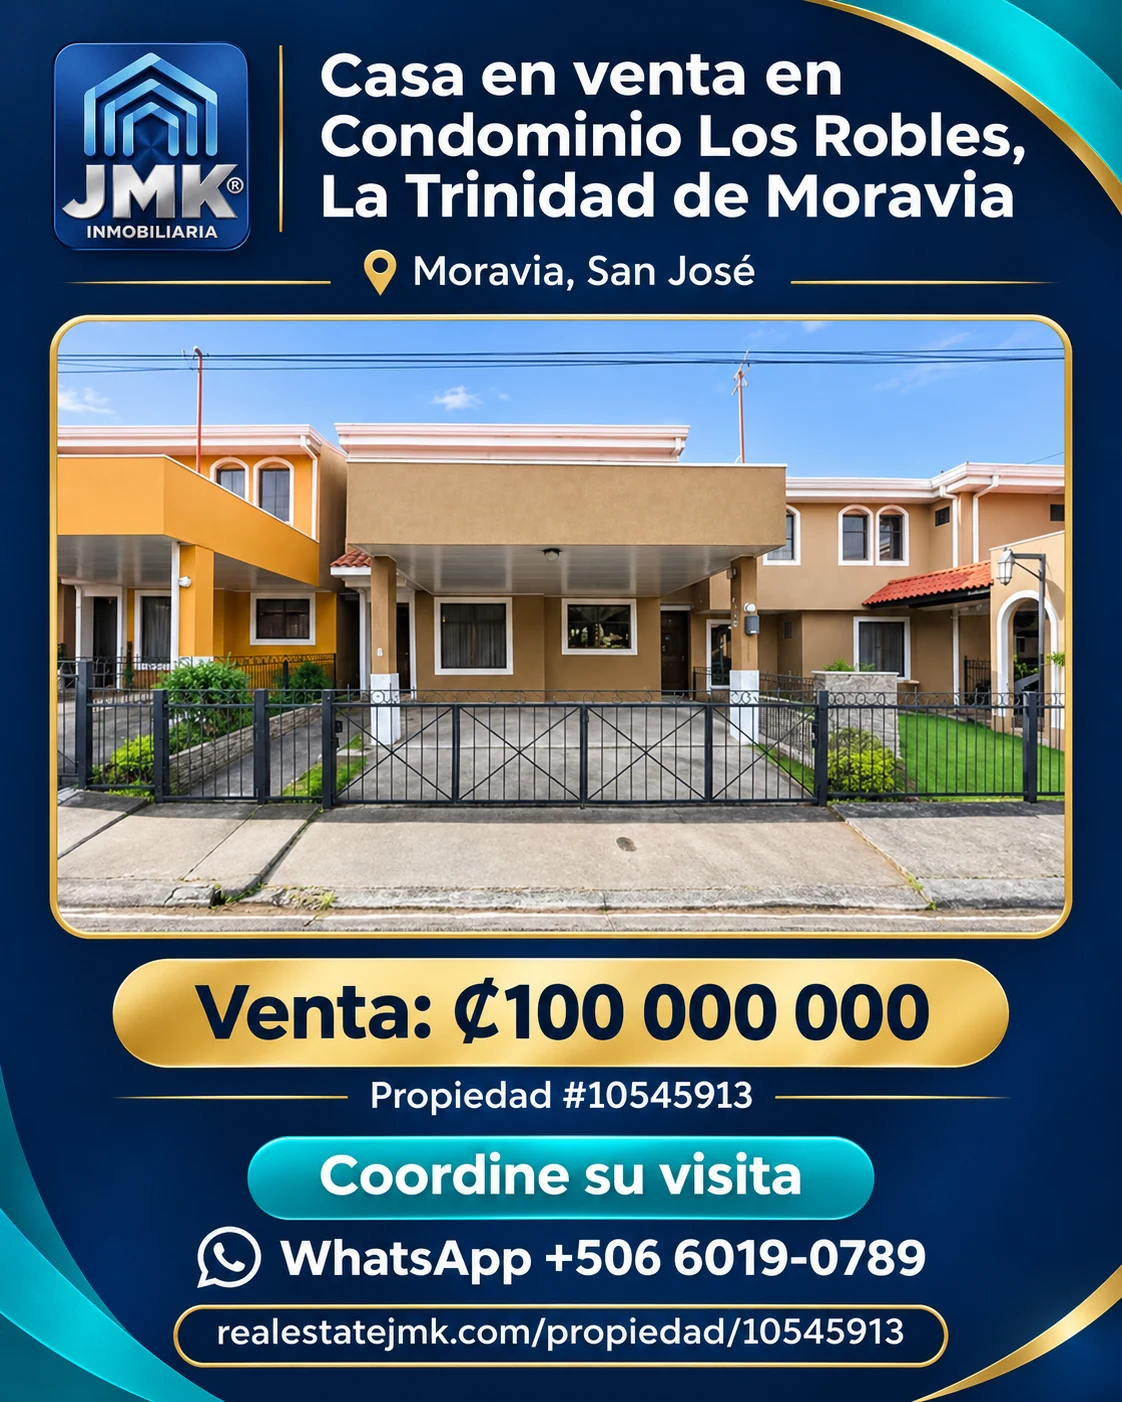 JMK®
INMOBILIARIA
Casa en venta en
Condominio Los Robles,
La Trinidad de Moravia
Moravia, San José
Venta: ₡100 000 000
Propiedad #10545913
Coordine su visita
WhatsApp +506 6019-0789
realestatejmk.com/propiedad/10545913